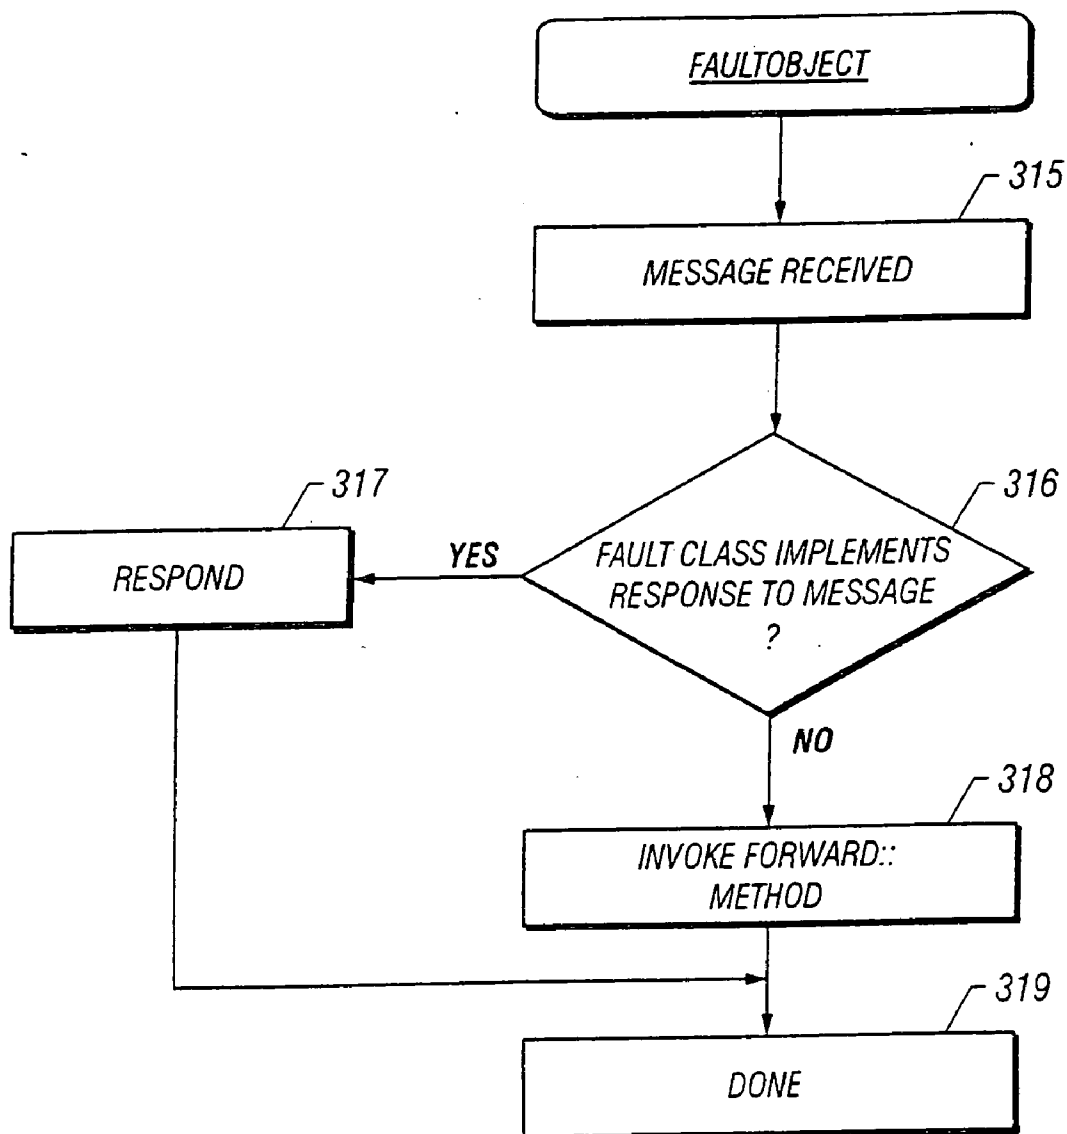 FAULTOBJECT
315
MESSAGE RECEIVED
316
FAULT CLASS IMPLEMENTS
RESPONSE TO MESSAGE
?
YES
317
RESPOND
NO
318
INVOKE FORWARD::
METHOD
319
DONE